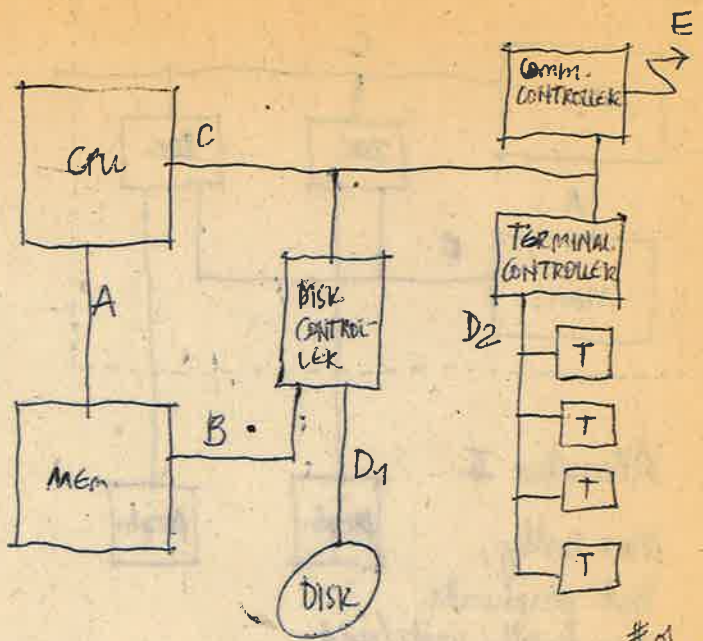 E
Comm.
CONTROLLER
CPU
C
TERMINAL
CONTROLLER
A
DISK
CONTROL-
LER
D2
T
B
T
MEM
D1
T
T
DISK